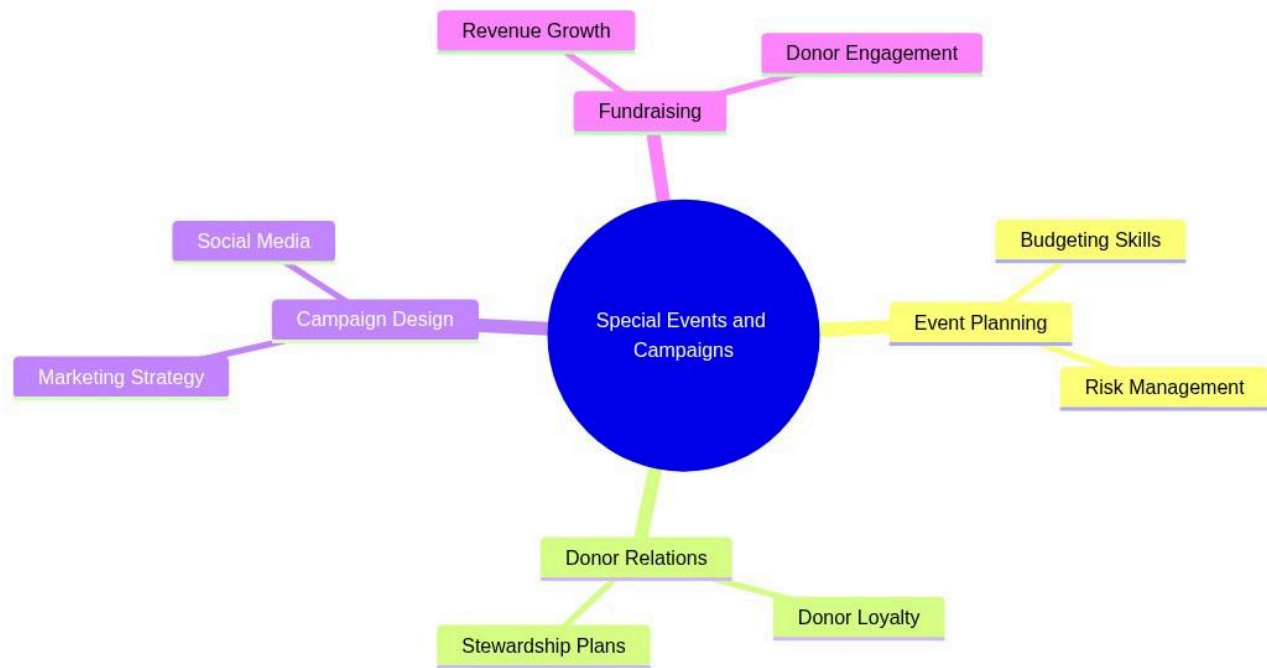 Revenue Growth
Donor Engagement
Fundraising
Social Media
Budgeting Skills
Campaign Design
Special Events and
Campaigns
Event Planning
Marketing Strategy
Risk Management
Donor Relations
Donor Loyalty
Stewardship Plans